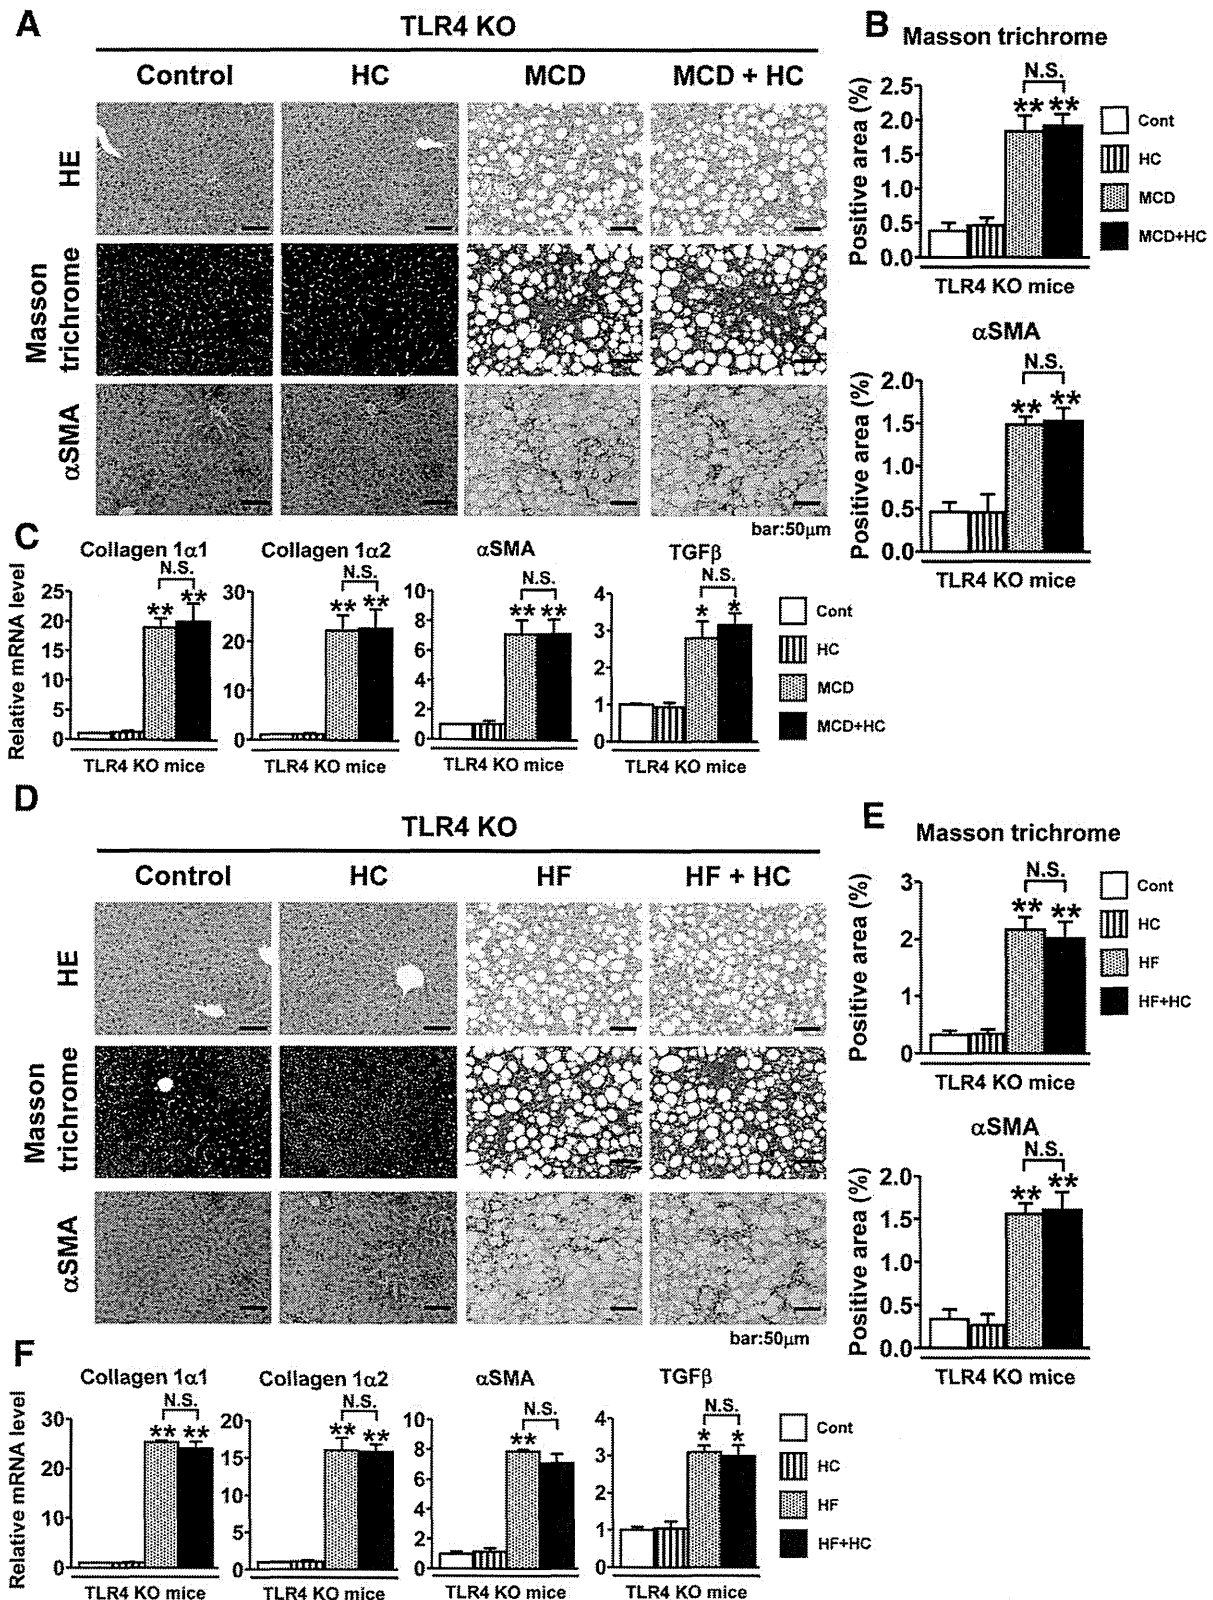 A
TLR4 KO
Control HC MCD MCD + HC
HE
Masson
trichrome
αSMA
bar:50μm
B
Masson trichrome
N.S.
** **
Positive area (%)
2.5
2.0
1.5
1.0
0.5
0.0
TLR4 KO mice
Cont
HC
MCD
MCD+HC
αSMA
N.S.
** **
Positive area (%)
2.0
1.5
1.0
0.5
0.0
TLR4 KO mice
C
Relative mRNA level
Collagen 1α1
N.S.
** **
25
20
15
10
5
0
TLR4 KO mice
Collagen 1α2
N.S.
** **
30
20
10
0
TLR4 KO mice
αSMA
N.S.
** **
10
8
6
4
2
0
TLR4 KO mice
TGFβ
N.S.
* *
4
3
2
1
0
TLR4 KO mice
Cont
HC
MCD
MCD+HC
D
TLR4 KO
Control HC HF HF + HC
HE
Masson
trichrome
αSMA
bar:50μm
E
Masson trichrome
N.S.
** **
Positive area (%)
3
2
1
0
TLR4 KO mice
Cont
HC
HF
HF+HC
αSMA
N.S.
** **
Positive area (%)
2.0
1.5
1.0
0.5
0.0
TLR4 KO mice
F
Relative mRNA level
Collagen 1α1
N.S.
** **
30
20
10
0
TLR4 KO mice
Collagen 1α2
N.S.
** **
20
15
10
5
0
TLR4 KO mice
αSMA
N.S.
**
10
8
6
4
2
0
TLR4 KO mice
TGFβ
N.S.
* *
4
3
2
1
0
TLR4 KO mice
Cont
HC
HF
HF+HC